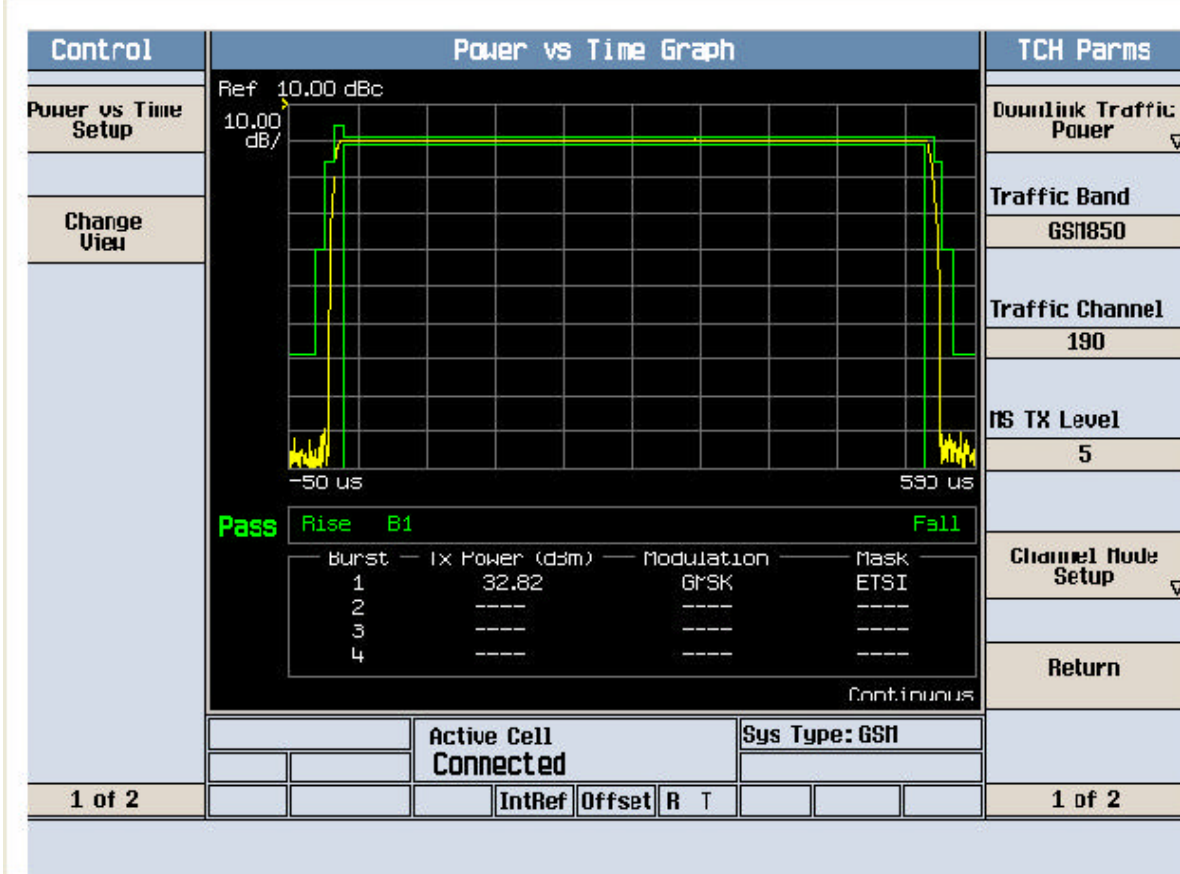 Control
Power vs Time Graph
TCH Parms
Power vs Time
Setup
Change
View
1 of 2
Ref 10.00 dBc
10.00
dB/
-50 us
590 us
Pass
Rise B1 Fall
Burst Tx Power (dBm) Modulation Mask
1 32.82 GMSK ETSI
2 ---- ---- ----
3 ---- ---- ----
4 ---- ---- ----
Continuous
Active Cell
Connected
Sys Type: GSM
IntRef Offset R T
Downlink Traffic
Power
Traffic Band
GSM850
Traffic Channel
190
MS TX Level
5
Channel Mode
Setup
Return
1 of 2